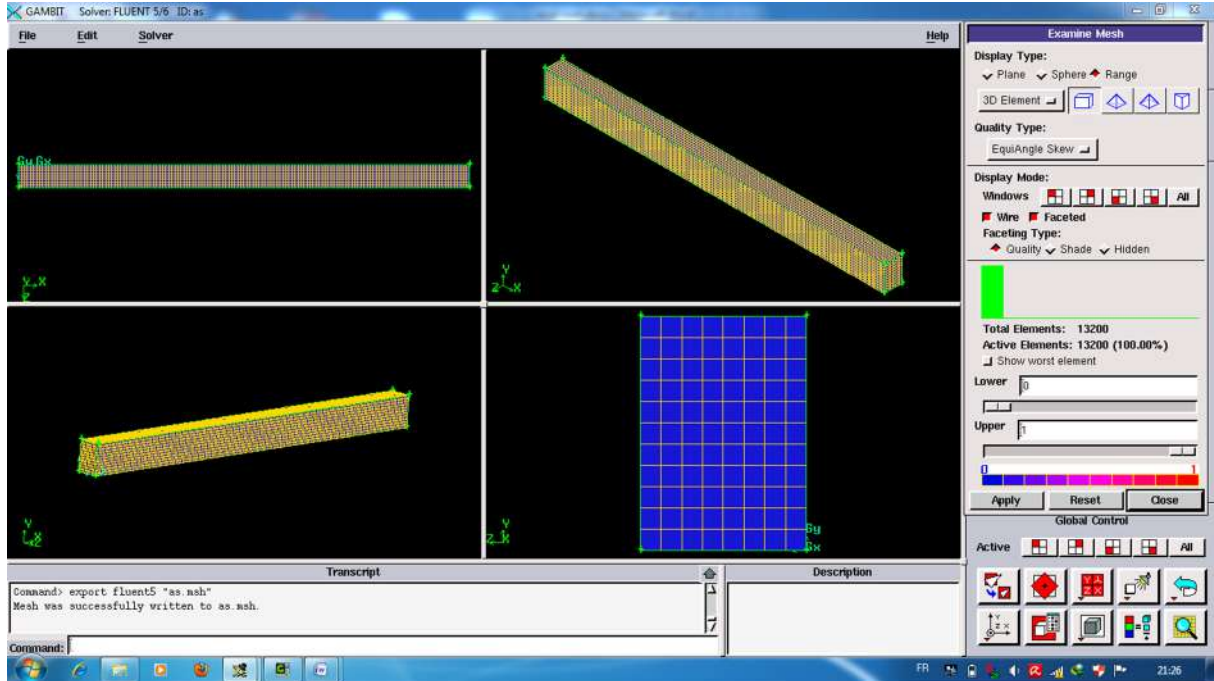 GAMBIT Solver: FLUENT 5/6 ID: as
File Edit Solver Help
Gy Gx
Y X
Z
Y
Z X
Y
Z X
Y
Z X
Gy
Gx
Transcript
Command> export fluent5 "as.msh"
Mesh was successfully written to as.msh.
Command:
Description
Examine Mesh
Display Type:
Plane Sphere Range
3D Element
Quality Type:
EquiAngle Skew
Display Mode:
Windows All
Wire Faceted
Faceting Type:
Quality Shade Hidden
Total Elements: 13200
Active Elements: 13200 (100.00%)
Show worst element
Lower 0
Upper 1
0 1
Apply Reset Close
Global Control
Active All
FR 21:26